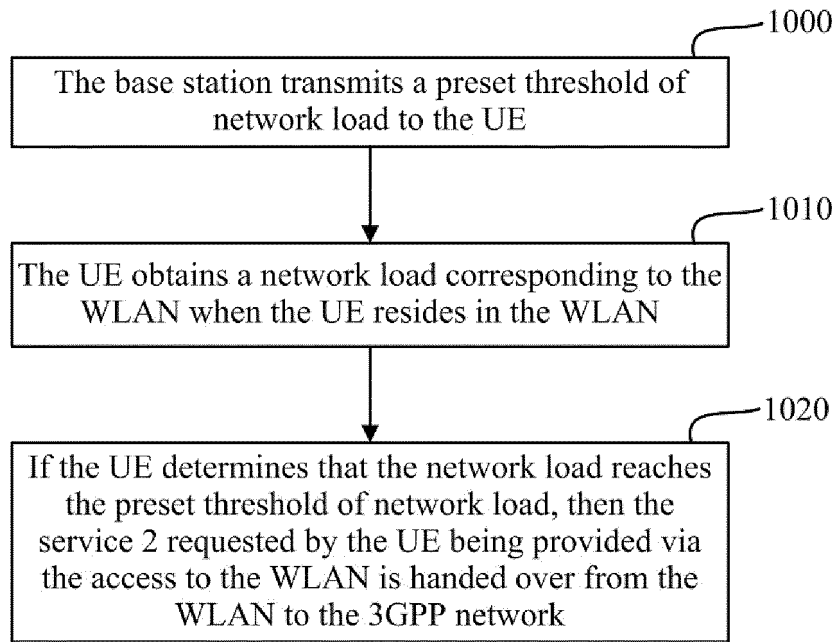 1000
The base station transmits a preset threshold of
network load to the UE
1010
The UE obtains a network load corresponding to the
WLAN when the UE resides in the WLAN
1020
If the UE determines that the network load reaches
the preset threshold of network load, then the
service 2 requested by the UE being provided via
the access to the WLAN is handed over from the
WLAN to the 3GPP network